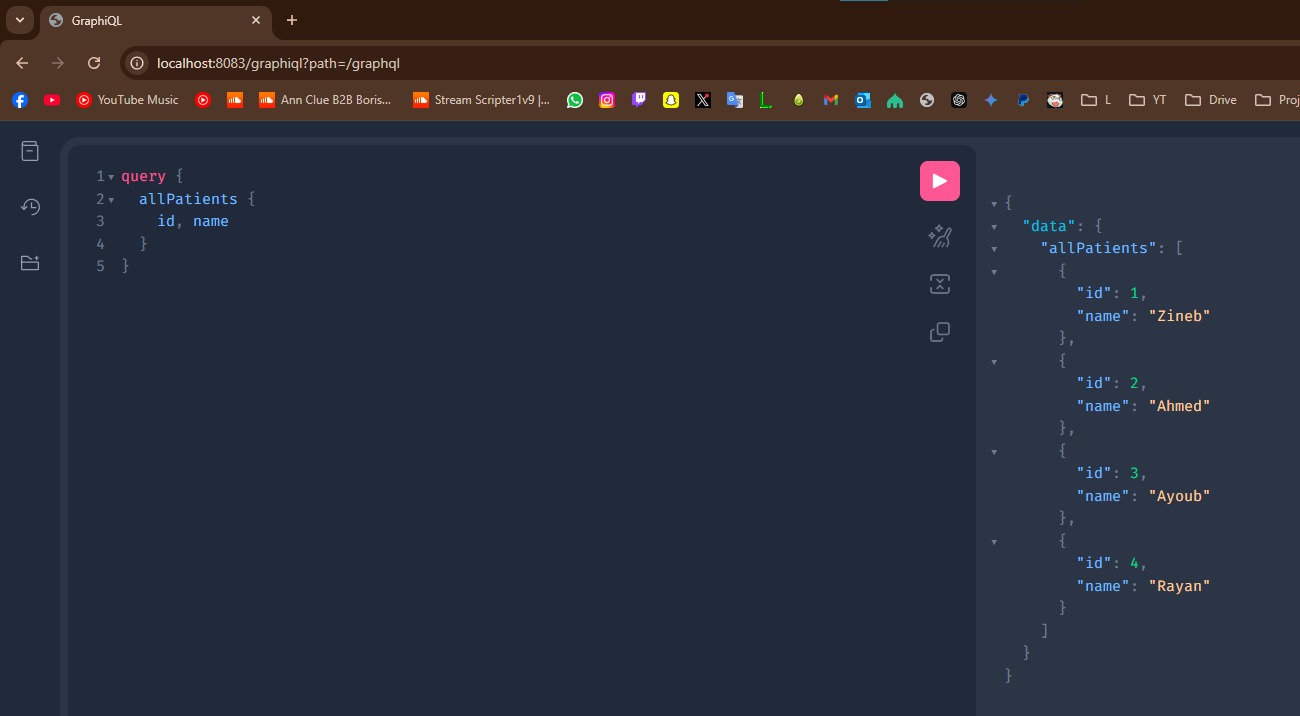 GraphiQL
localhost:8083/graphiql?path=/graphql
YouTube Music
Ann Clue B2B Boris...
Stream Scripter1v9 |...
L
YT
Drive
Proj
1 query {
2 allPatients {
3 id, name
4 }
5 }
{
"data": {
"allPatients": [
{
"id": 1,
"name": "Zineb"
},
{
"id": 2,
"name": "Ahmed"
},
{
"id": 3,
"name": "Ayoub"
},
{
"id": 4,
"name": "Rayan"
}
]
}
}